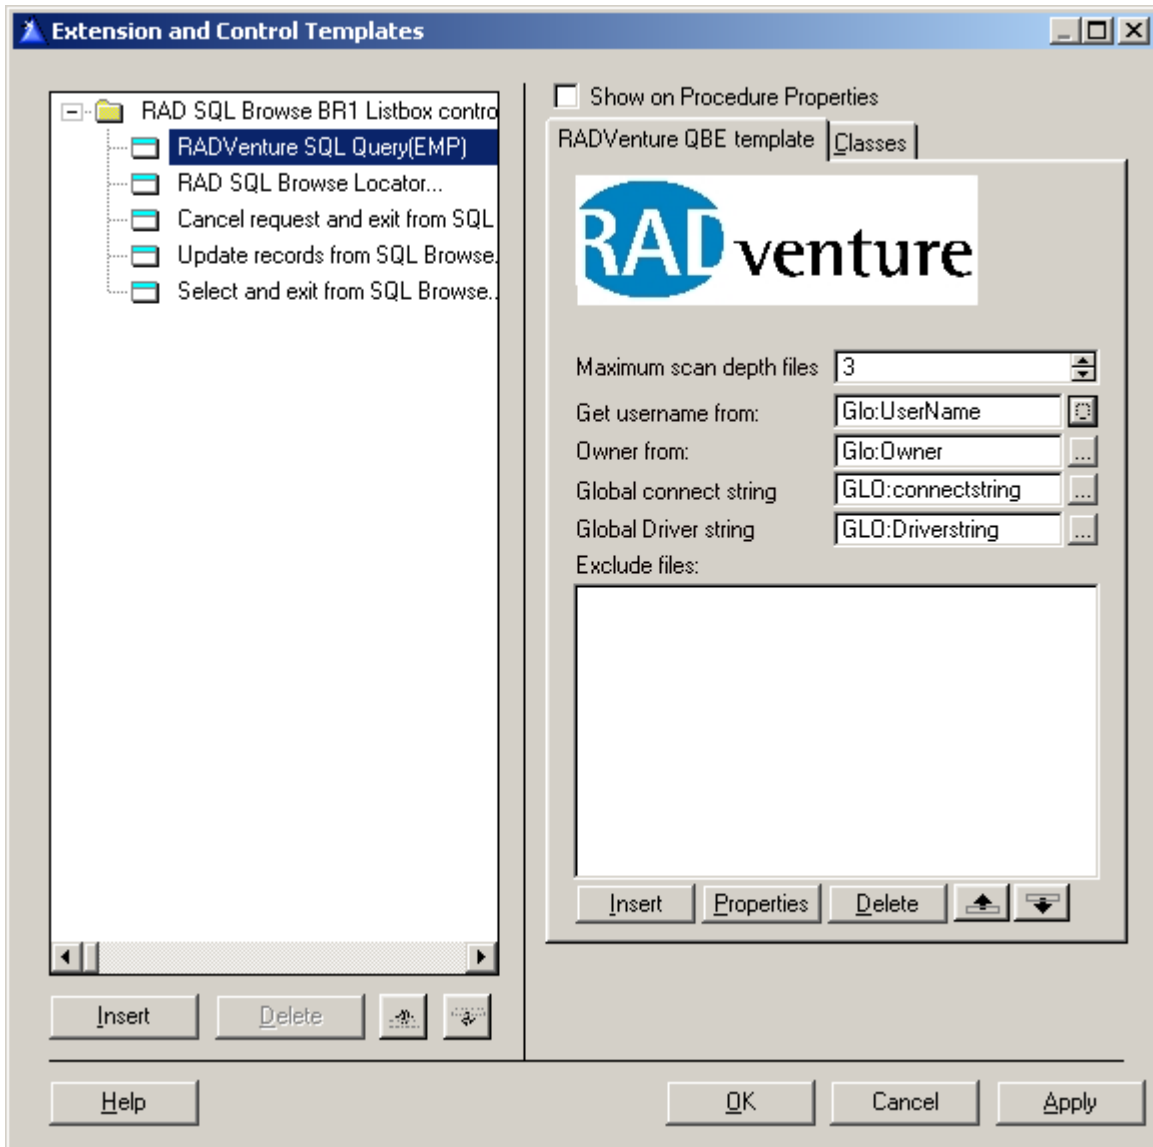 Extension and Control Templates
RAD SQL Browse BR1 Listbox contro
RADVenture SQL Query(EMP)
RAD SQL Browse Locator...
Cancel request and exit from SQL
Update records from SQL Browse.
Select and exit from SQL Browse..
Insert
Delete
Show on Procedure Properties
RADVenture QBE template
Classes
RADventure
Maximum scan depth files 3
Get username from: Glo:UserName
Owner from: Glo:Owner ...
Global connect string GLO:connectstring ...
Global Driver string GLO:Driverstring ...
Exclude files:
Insert Properties Delete
Help
OK Cancel Apply